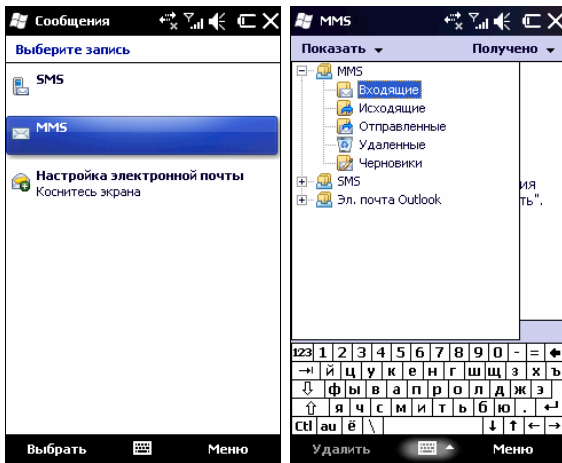 Сообщения
Выберите запись
SMS
MMS
Настройка электронной почты
Коснитесь экрана
Выбрать Меню
MMS
Показать Получено
MMS
Входящие
Исходящие
Отправленные
Удаленные
Черновики
SMS
Эл. почта Outlook
ия
ть".
123 1 2 3 4 5 6 7 8 9 0 - =
й ц у к е н г ш щ з х ъ
ф ы в а п р о л д ж э
я ч с м и т ь б ю .
Ctl au ё \
Удалить Меню